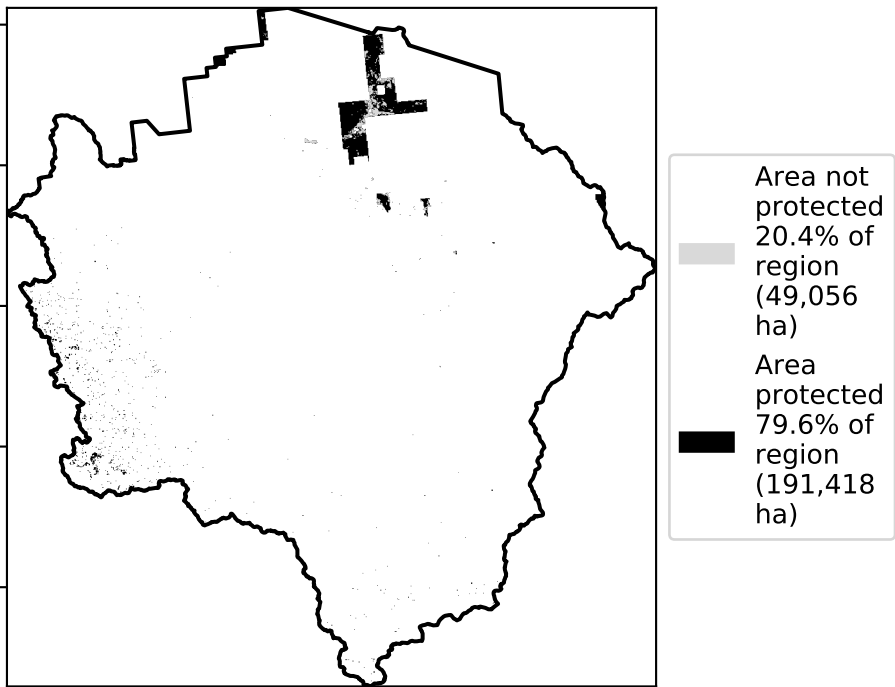 Area not
protected
20.4% of
region
(49,056
ha)
Area
protected
79.6% of
region
(191,418
ha)